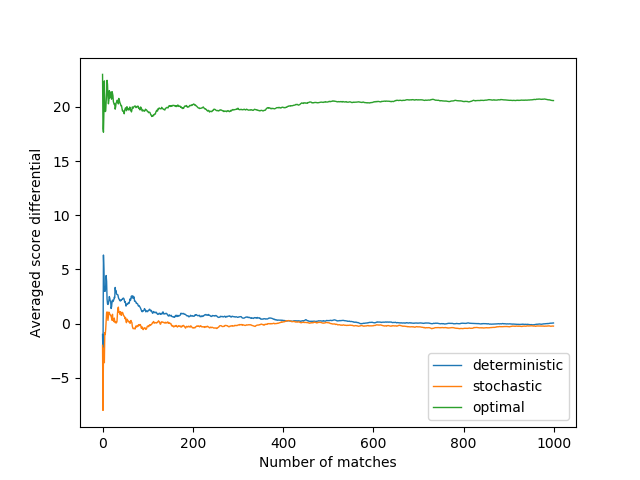 20
15
10
5
0
−5
Averaged score differential
0
200
400
600
800
1000
Number of matches
deterministic
stochastic
optimal